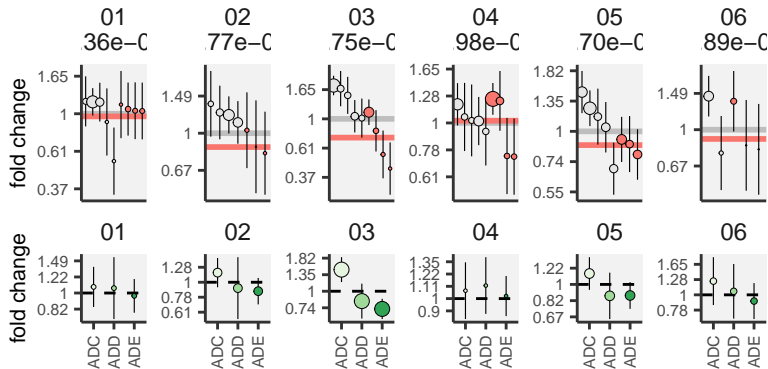 01 02 03 04 05 06
.36e−0 .77e−0 .75e−0 .98e−0 .70e−0 .89e−0
fold change
1.65 1 0.61 0.37
1.49 1 0.67
1.65 1 0.61 0.37
1.65 1.28 1 0.78 0.61
1.82 1.35 1 0.74 0.55
1.49 1 0.67
01 02 03 04 05 06
fold change
1.49 1.22 1 0.82
1.28 1 0.78 0.61
1.82 1.35 1 0.74
1.35 1.22 1.11 1 0.9
1.22 1 0.82 0.67
1.65 1.28 1 0.78
ADC ADD ADE ADC ADD ADE ADC ADD ADE ADC ADD ADE ADC ADD ADE ADC ADD ADE